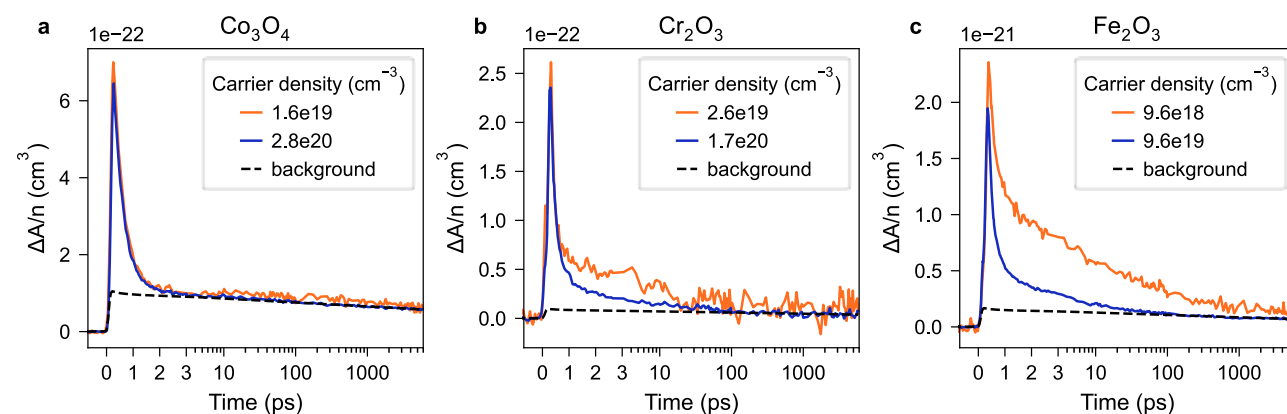 a Co₃O₄
1e−22
Carrier density (cm⁻³)
1.6e19
2.8e20
background
ΔA/n (cm³)
6
4
2
0
0 1 2 3 10 100 1000
Time (ps)
b Cr₂O₃
1e−22
Carrier density (cm⁻³)
2.6e19
1.7e20
background
ΔA/n (cm³)
2.5
2.0
1.5
1.0
0.5
0.0
0 1 2 3 10 100 1000
Time (ps)
c Fe₂O₃
1e−21
Carrier density (cm⁻³)
9.6e18
9.6e19
background
ΔA/n (cm³)
2.0
1.5
1.0
0.5
0.0
0 1 2 3 10 100 1000
Time (ps)